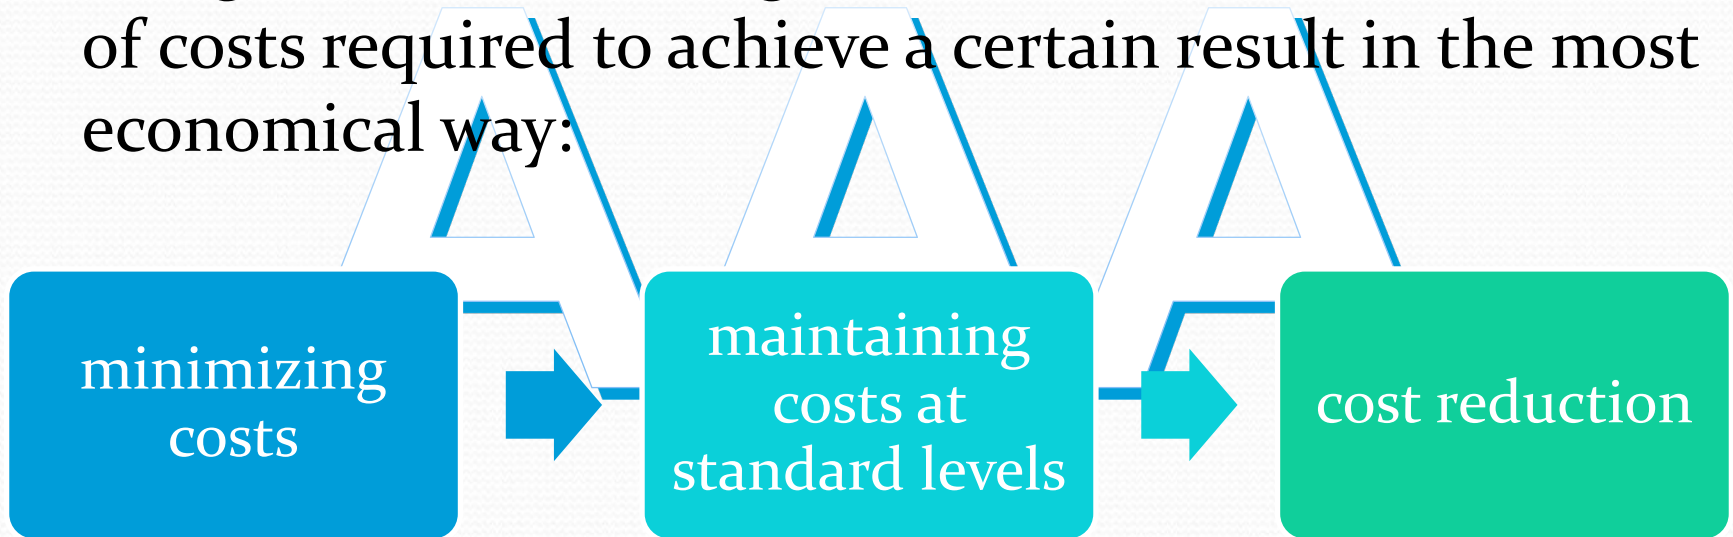 of costs required to achieve a certain result in the most
economical way:
AAA
minimizing
costs
maintaining
costs at
standard levels
cost reduction